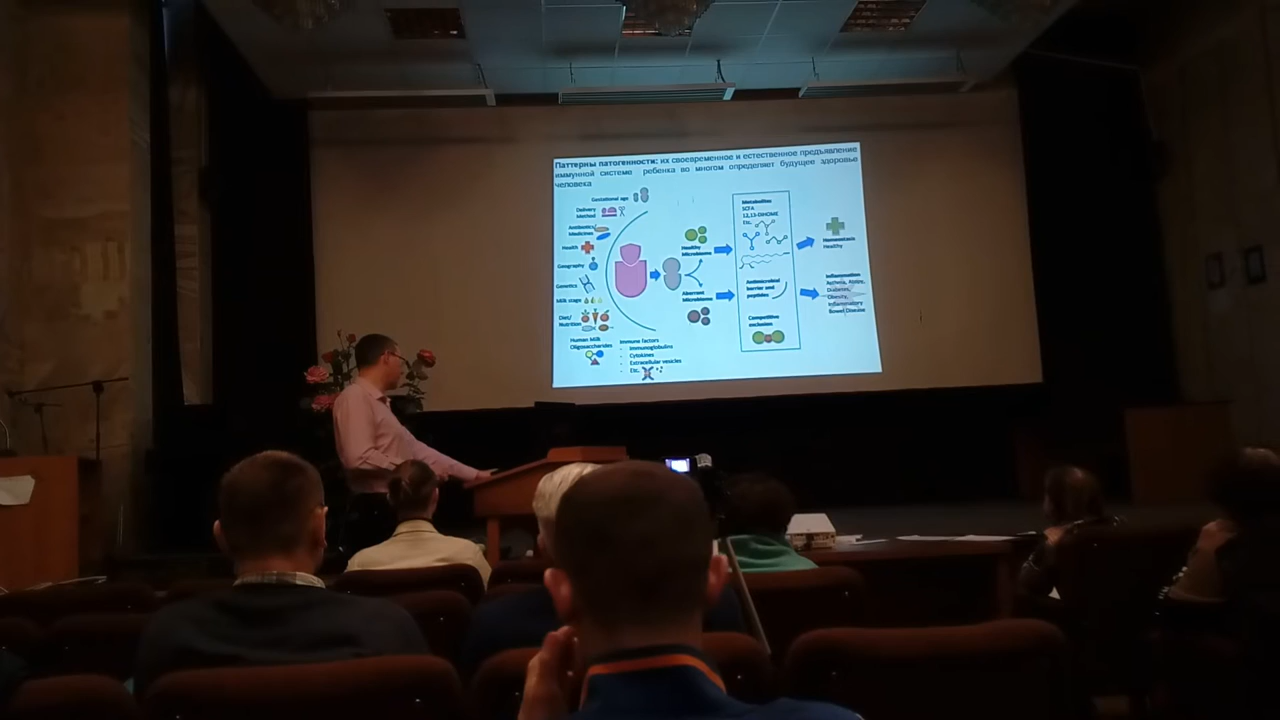 Паттерны патогенности: их своевременное и естественное предъявление
иммунной системе ребенка во многом определяет будущее здоровье
человека
Gestational age
Delivery
Method
Antibiotics/
Medicines
Health
Geography
Genetics
Milk stage
Diet/
Nutrition
Human Milk
Oligosaccharides
Immune factors
- Immunoglobulins
- Cytokines
- Extracellular vesicles
- Etc.
Healthy
Microbiome
Aberrant
Microbiome
Metabolites
SCFA
12,13-DiHOME
Etc.
Antimicrobial
barrier and
peptides
Competitive
exclusion
Homeostasis
Healthy
Inflammation
Asthma, Atopy,
Diabetes,
Obesity,
Inflammatory
Bowel Disease